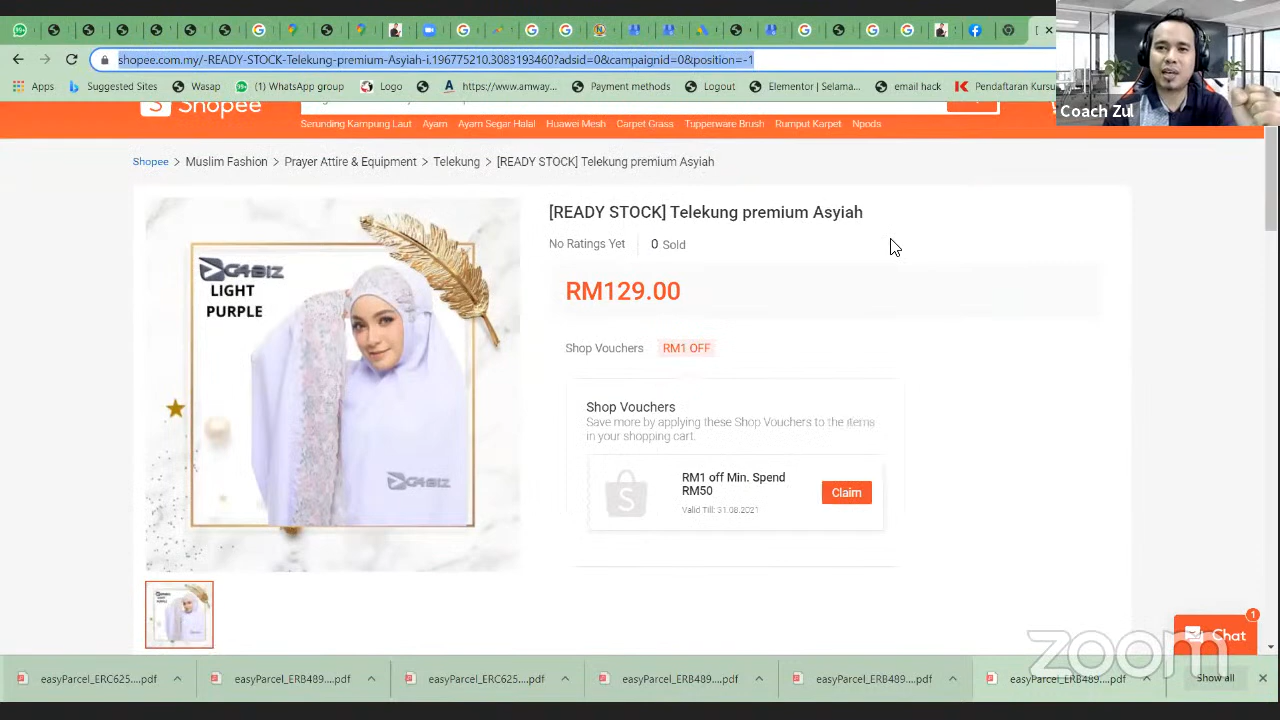 shopee.com.my/-READY-STOCK-Telekung-premium-Asyiah-i.196775210.3083193460?adsid=0&campaignid=0&position=-1
Apps
Suggested Sites
Wasap
(1) WhatsApp group
Logo
https://www.amway...
Payment methods
Logout
Elementor | Selama...
email hack
Pendaftaran Kursu
Coach Zul
Shopee
Serunding Kampung Laut Ayam Ayam Segar Halal Huawei Mesh Carpet Grass Tupperware Brush Rumput Karpet Npods
Shopee > Muslim Fashion > Prayer Attire & Equipment > Telekung > [READY STOCK] Telekung premium Asyiah
[READY STOCK] Telekung premium Asyiah
No Ratings Yet
0 Sold
RM129.00
Shop Vouchers
RM1 OFF
Shop Vouchers
Save more by applying these Shop Vouchers to the items
in your shopping cart.
RM1 off Min. Spend
RM50
Valid Till: 31.08.2021
Claim
G4BIZ
LIGHT
PURPLE
G4BIZ
1
Chat
zoom
easyParcel_ERC625....pdf
easyParcel_ERB489....pdf
easyParcel_ERC625....pdf
easyParcel_ERB489....pdf
easyParcel_ERB489....pdf
easyParcel_ERB489....pdf
Show all